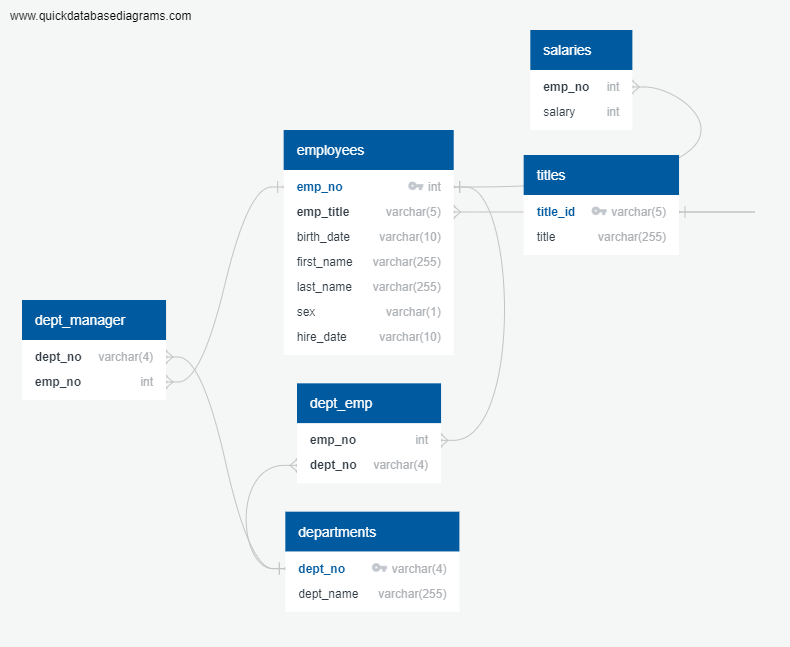 www.quickdatabasediagrams.com
salaries
emp_no int
salary int
employees
emp_no int
emp_title varchar(5)
birth_date varchar(10)
first_name varchar(255)
last_name varchar(255)
sex varchar(1)
hire_date varchar(10)
titles
title_id varchar(5)
title varchar(255)
dept_manager
dept_no varchar(4)
emp_no int
dept_emp
emp_no int
dept_no varchar(4)
departments
dept_no varchar(4)
dept_name varchar(255)